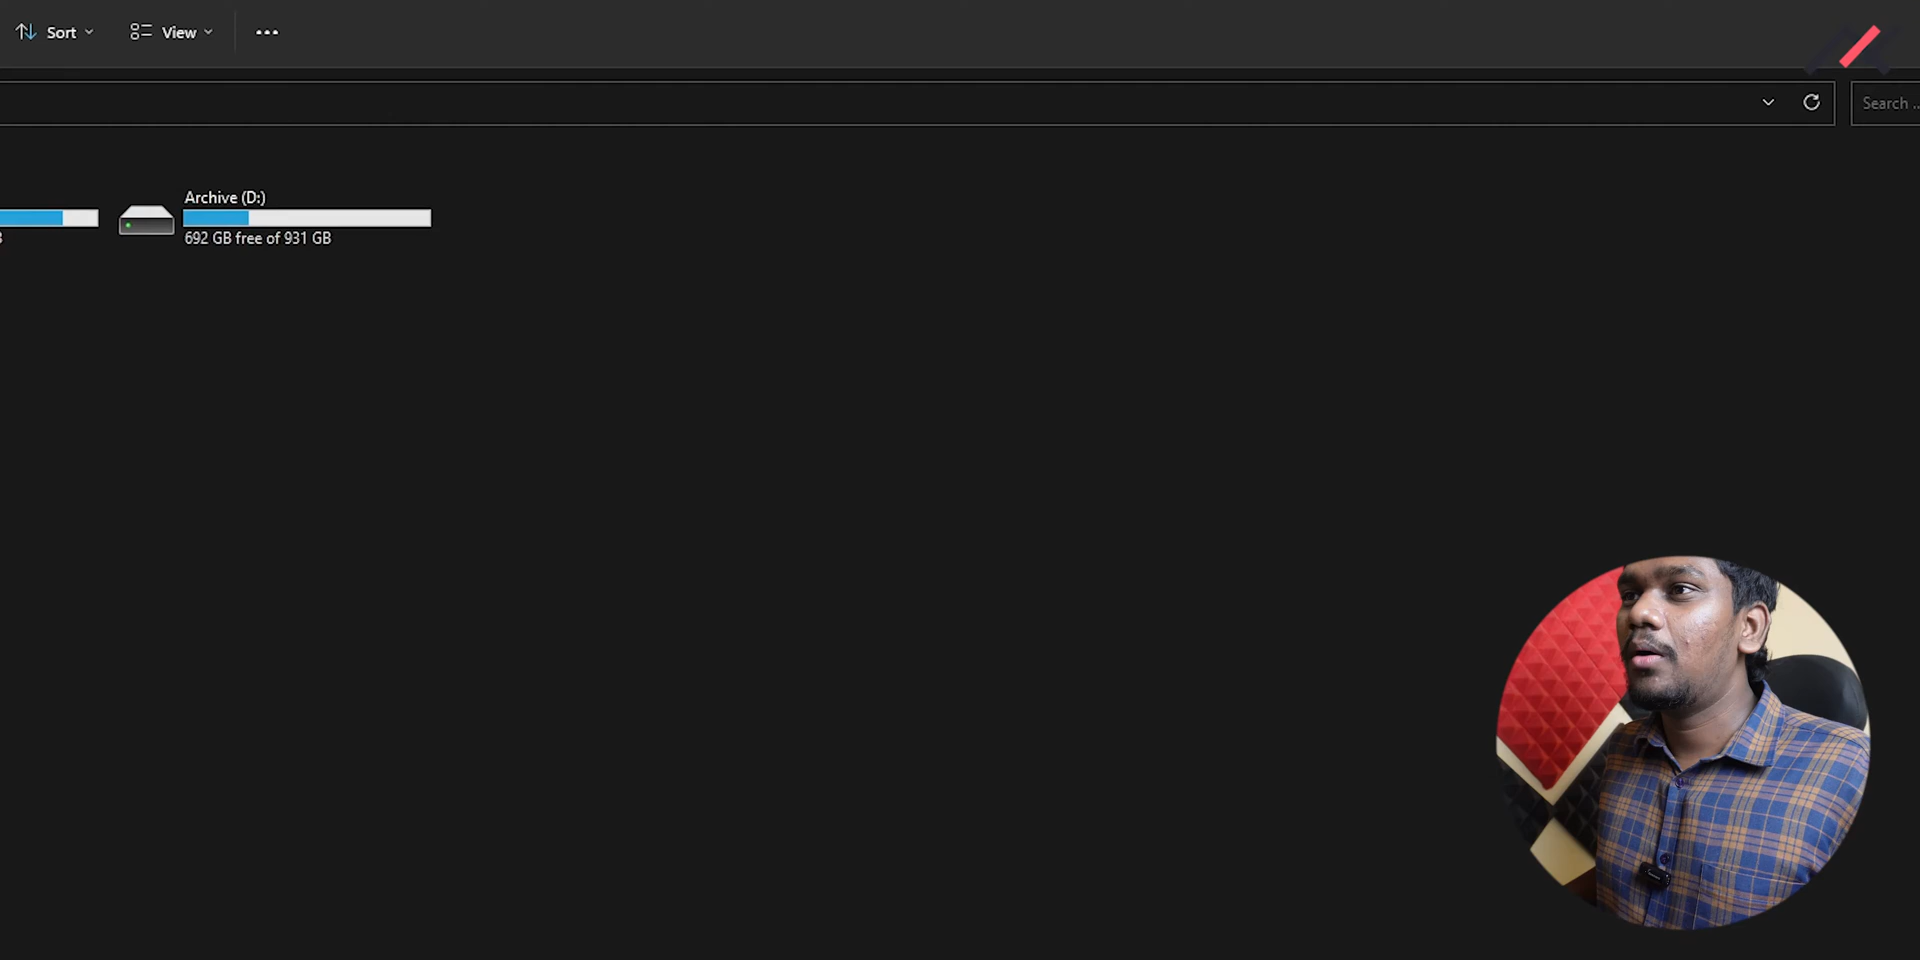 Sort
View
Search ..
Archive (D:)
692 GB free of 931 GB